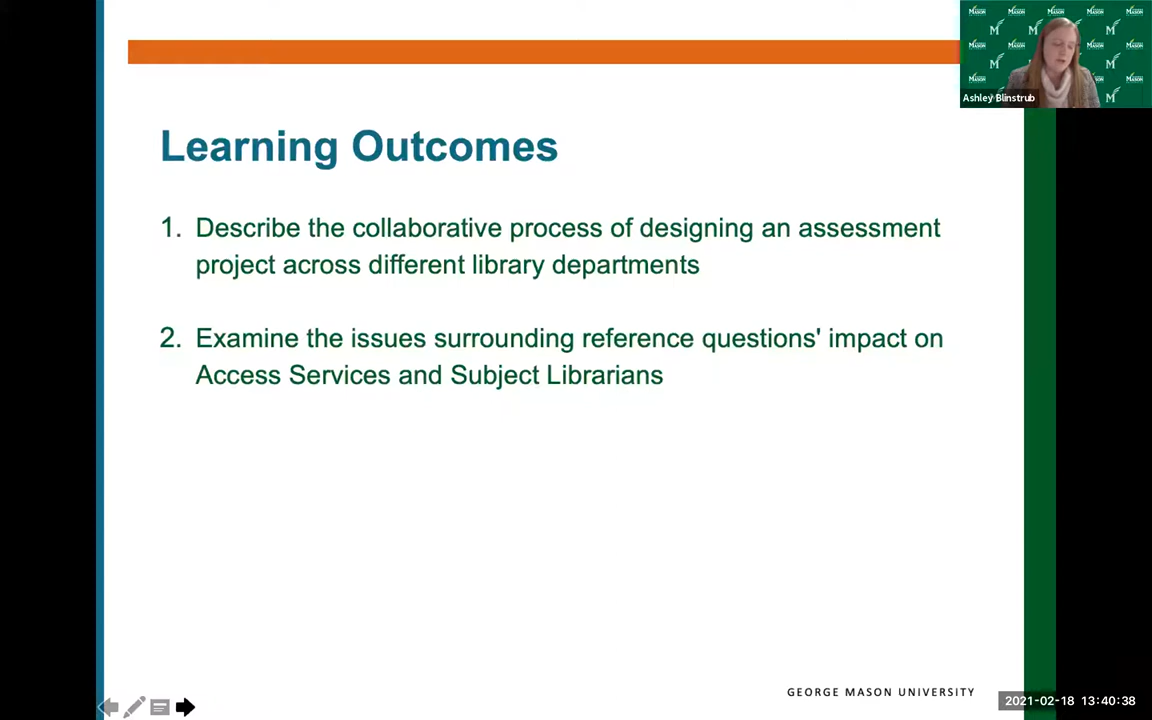 Learning Outcomes
1. Describe the collaborative process of designing an assessment
project across different library departments
2. Examine the issues surrounding reference questions' impact on
Access Services and Subject Librarians
GEORGE MASON UNIVERSITY
Ashley Blinstrub
2021-02-18 13:40:38